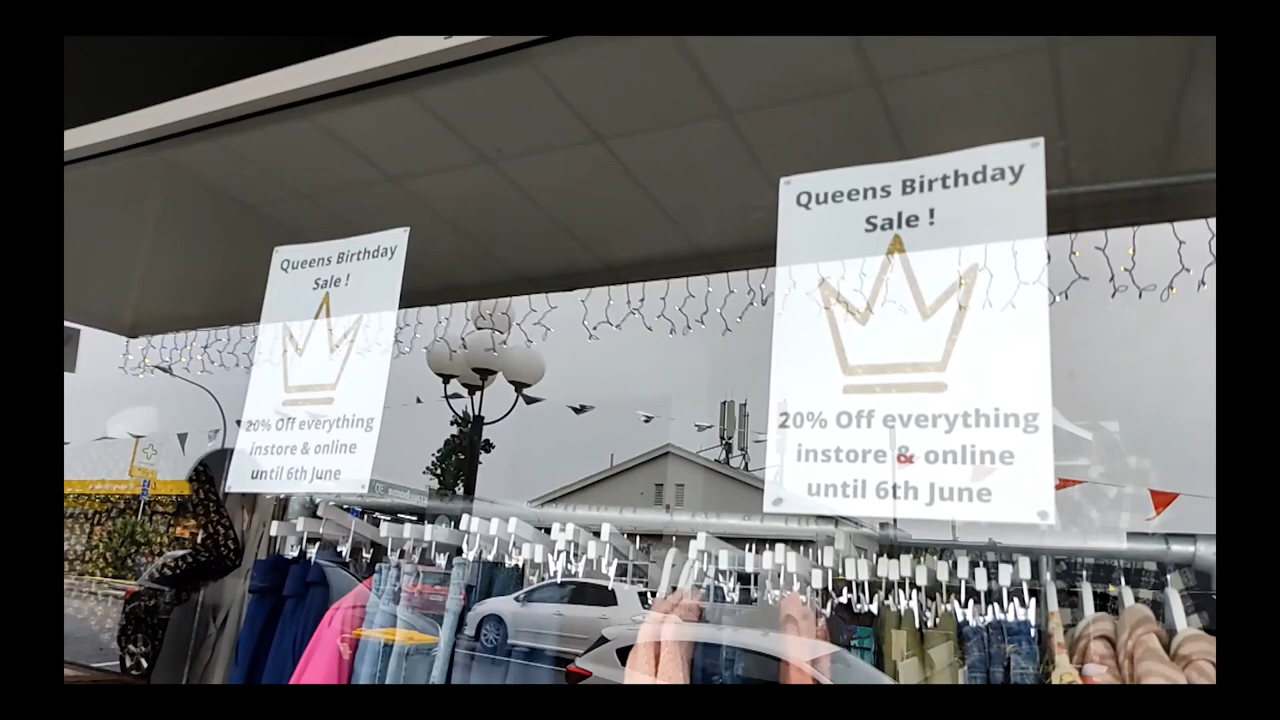 Queens Birthday
Sale !
20% Off everything
instore & online
until 6th June
Queens Birthday
Sale !
20% Off everything
instore & online
until 6th June